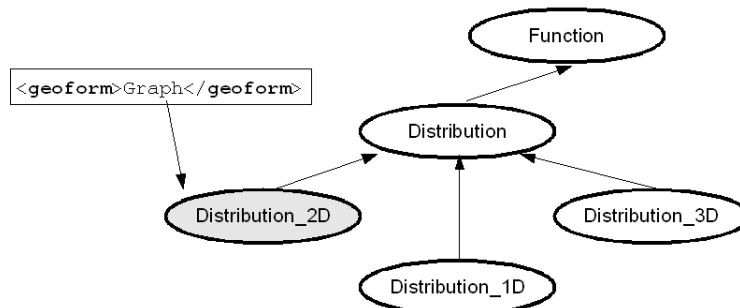 Function
<geoform>Graph</geoform>
Distribution
Distribution_2D
Distribution_3D
Distribution_1D